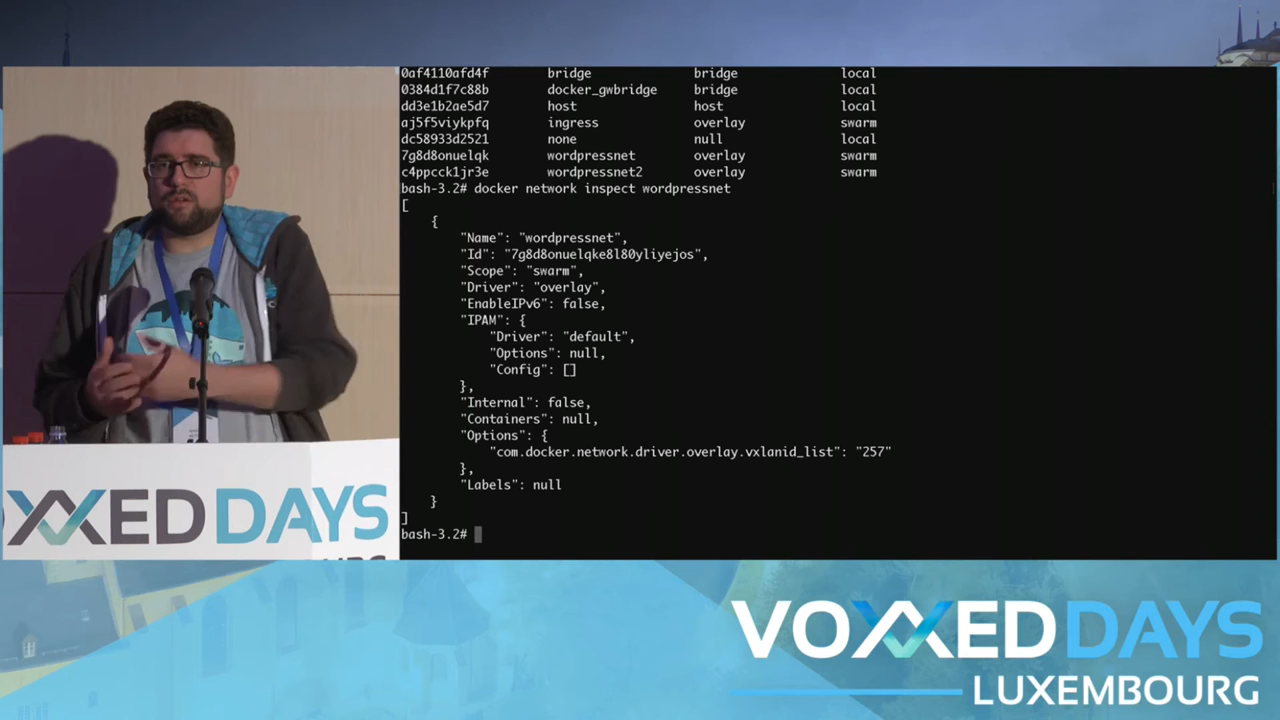 0af4110afd4f bridge bridge local
0384d1f7c88b docker_gwbridge bridge local
dd3e1b2ae5d7 host host local
aj5f5viykpfq ingress overlay swarm
dc58933d2521 none null local
7g8d8onuelqk wordpressnet overlay swarm
c4ppcck1jr3e wordpressnet2 overlay swarm
bash-3.2# docker network inspect wordpressnet
[
{
"Name": "wordpressnet",
"Id": "7g8d8onuelqke8l80yliyejos",
"Scope": "swarm",
"Driver": "overlay",
"EnableIPv6": false,
"IPAM": {
"Driver": "default",
"Options": null,
"Config": []
},
"Internal": false,
"Containers": null,
"Options": {
"com.docker.network.driver.overlay.vxlanid_list": "257"
},
"Labels": null
}
]
bash-3.2#
VOXXED DAYS
VOXXED DAYS
LUXEMBOURG